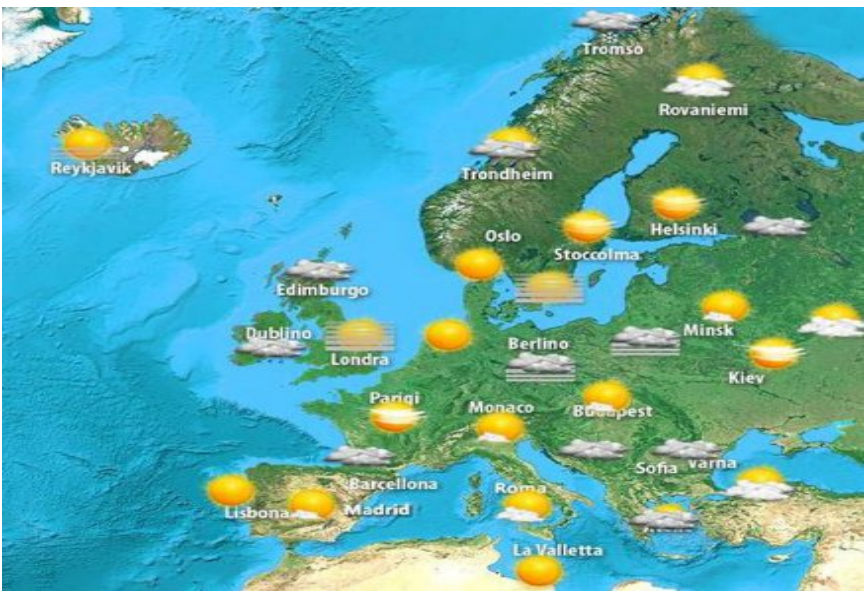 Tromso
Rovaniemi
Reykjavik
Trondheim
Oslo
Helsinki
Stoccolma
Edimburgo
Dublino
Minsk
Londra
Berlino
Kiev
Parigi
Monaco
Budapest
Sofia
varna
Barcellona
Roma
Lisbona
Madrid
La Valletta